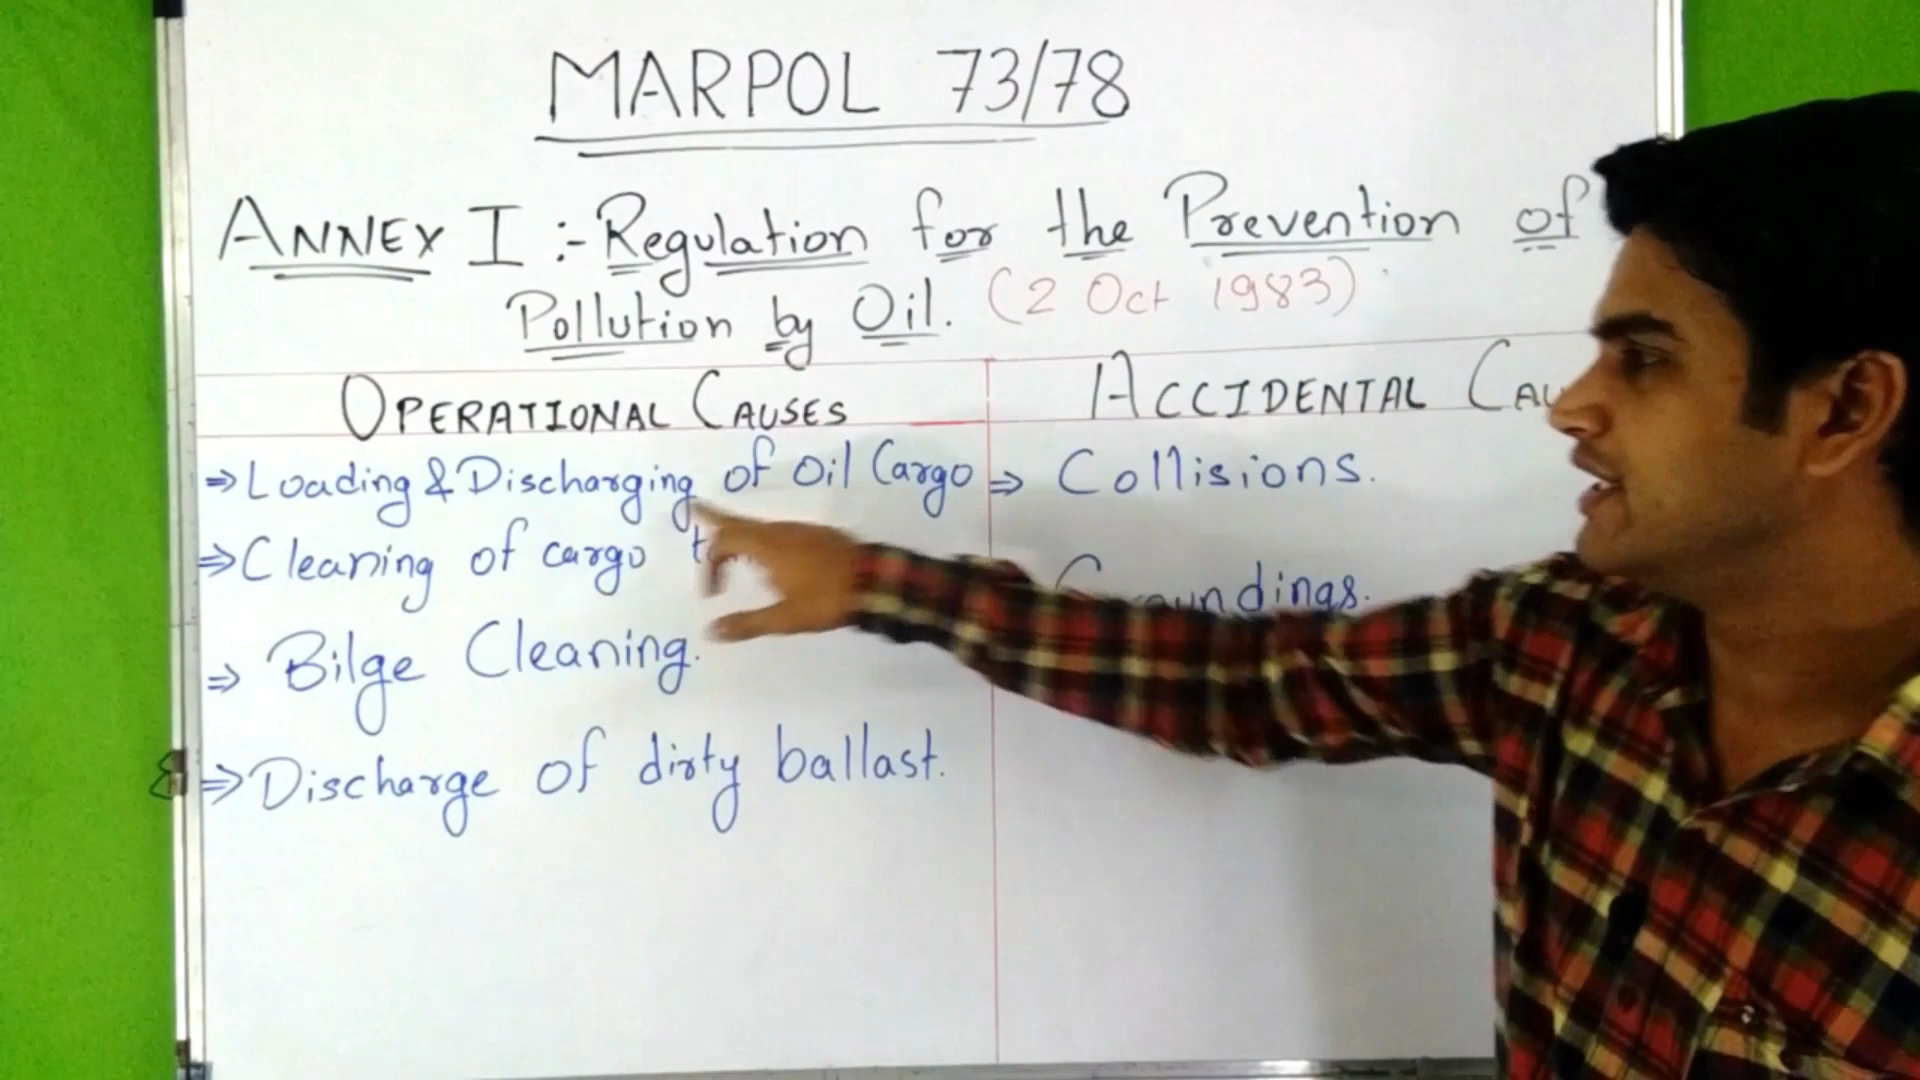 MARPOL 73/78
ANNEX I :- Regulation for the Prevention of
Pollution by Oil. (2 Oct 1983)
OPERATIONAL CAUSES
⇒ Loading & Discharging of Oil Cargo
⇒ Cleaning of cargo
⇒ Bilge Cleaning.
⇒ Discharge of dirty ballast.
ACCIDENTAL
⇒ Collisions.
Groundings.